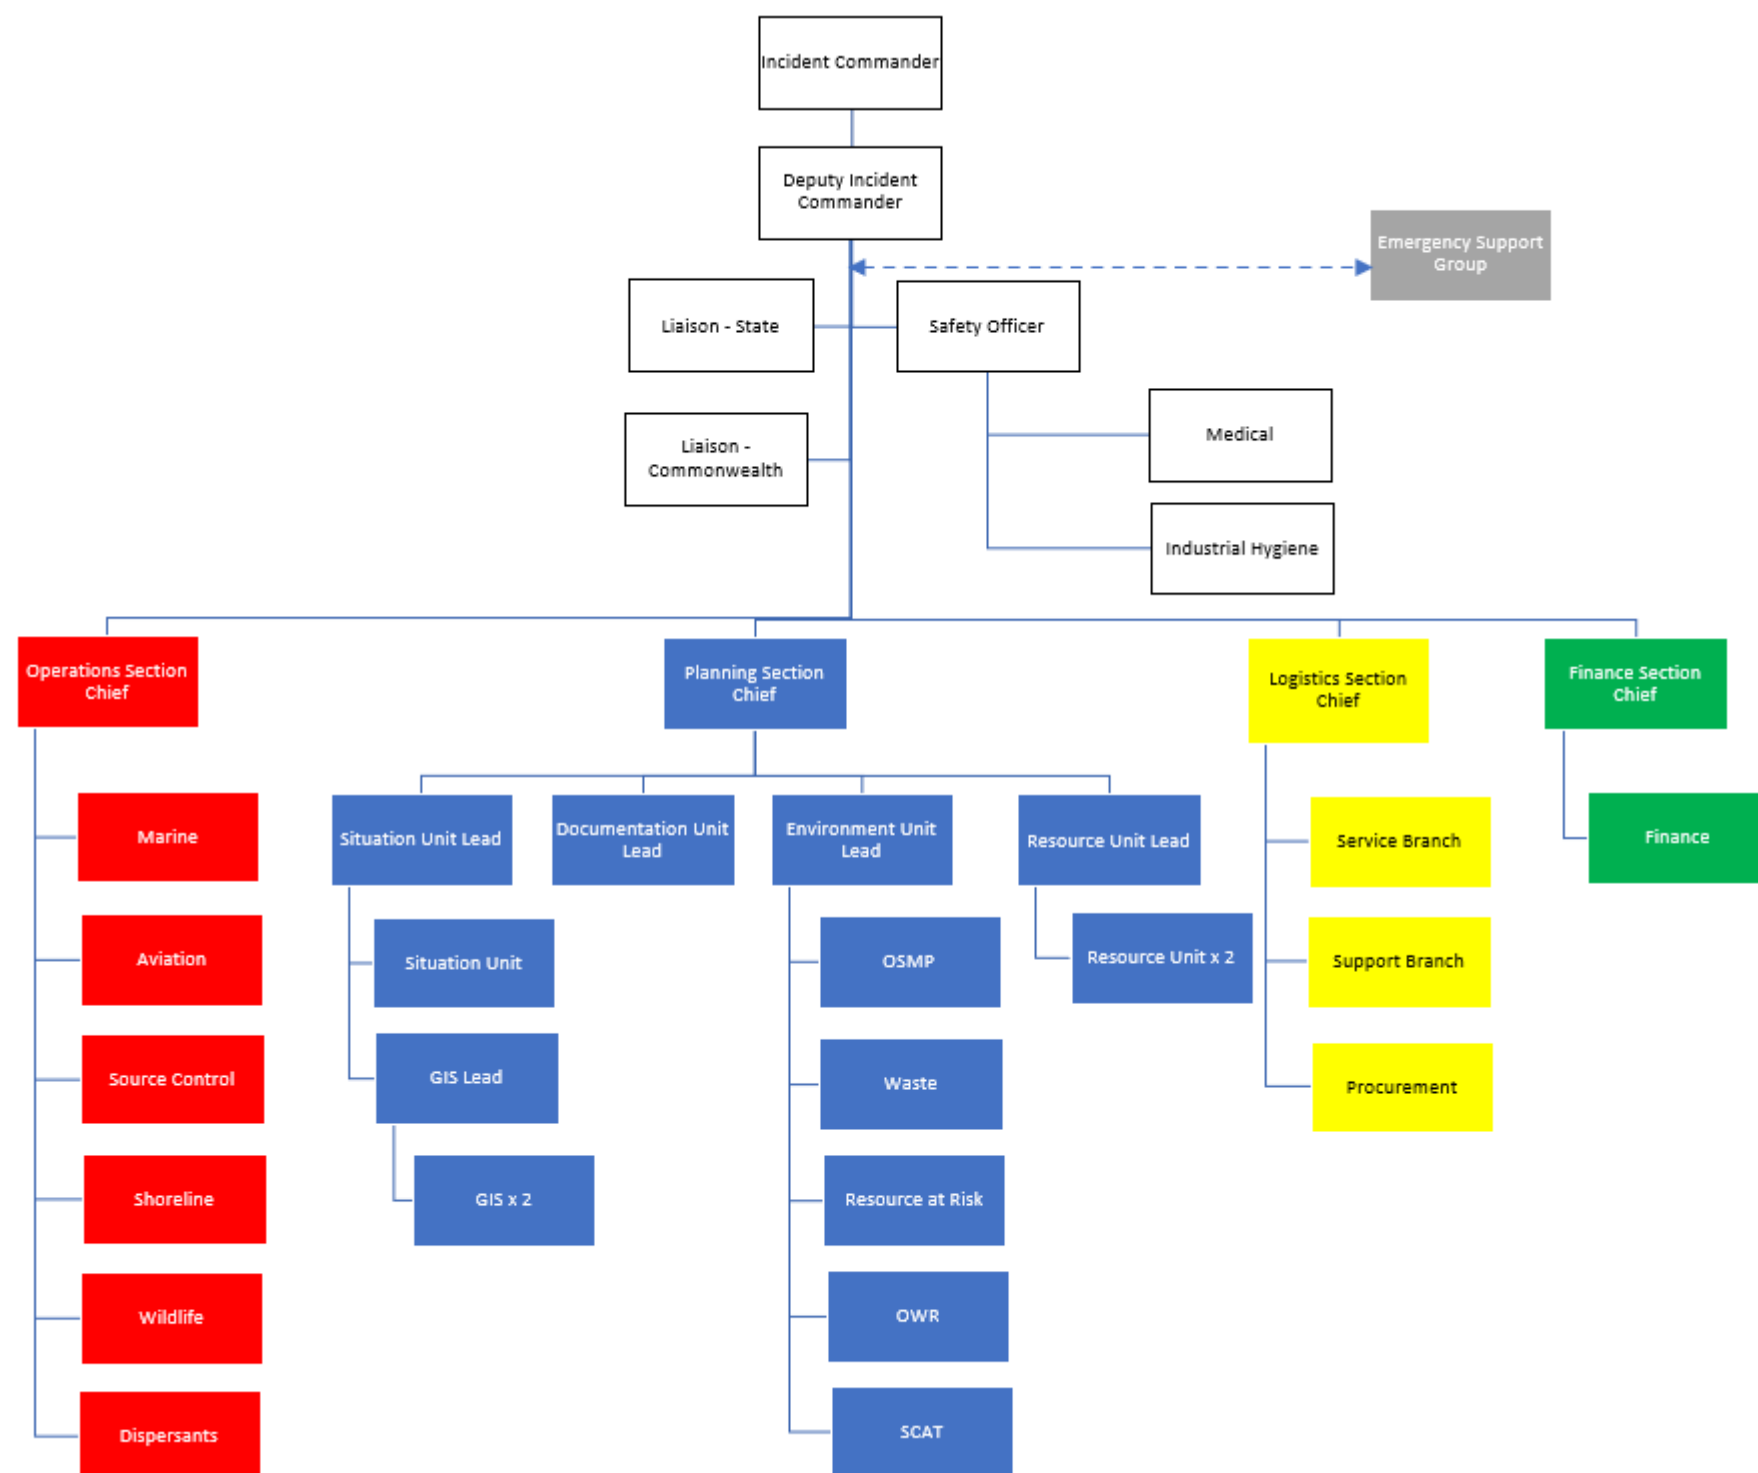 Incident Commander
Deputy Incident
Commander
Emergency Support
Group
Liaison - State
Safety Officer
Liaison -
Commonwealth
Medical
Industrial Hygiene
Operations Section
Chief
Planning Section
Chief
Logistics Section
Chief
Finance Section
Chief
Marine
Situation Unit Lead
Documentation Unit
Lead
Environment Unit
Lead
Resource Unit Lead
Service Branch
Finance
Aviation
Situation Unit
OSMP
Resource Unit x 2
Support Branch
Source Control
GIS Lead
Waste
Procurement
Shoreline
GIS x 2
Resource at Risk
Wildlife
OWR
Dispersants
SCAT